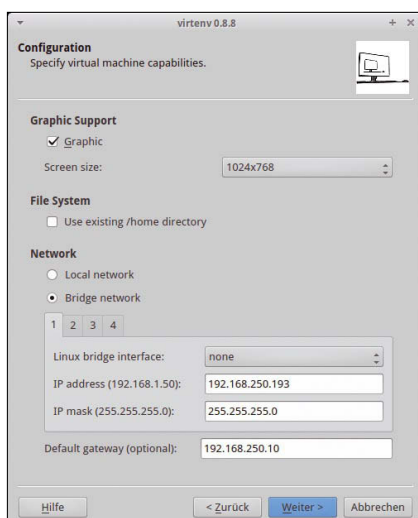 virtenv 0.8.8
Configuration
Specify virtual machine capabilities.
Graphic Support
Graphic
Screen size: 1024x768
File System
Use existing /home directory
Network
Local network
Bridge network
1 2 3 4
Linux bridge interface: none
IP address (192.168.1.50): 192.168.250.193
IP mask (255.255.255.0): 255.255.255.0
Default gateway (optional): 192.168.250.10
Hilfe < Zurück Weiter > Abbrechen